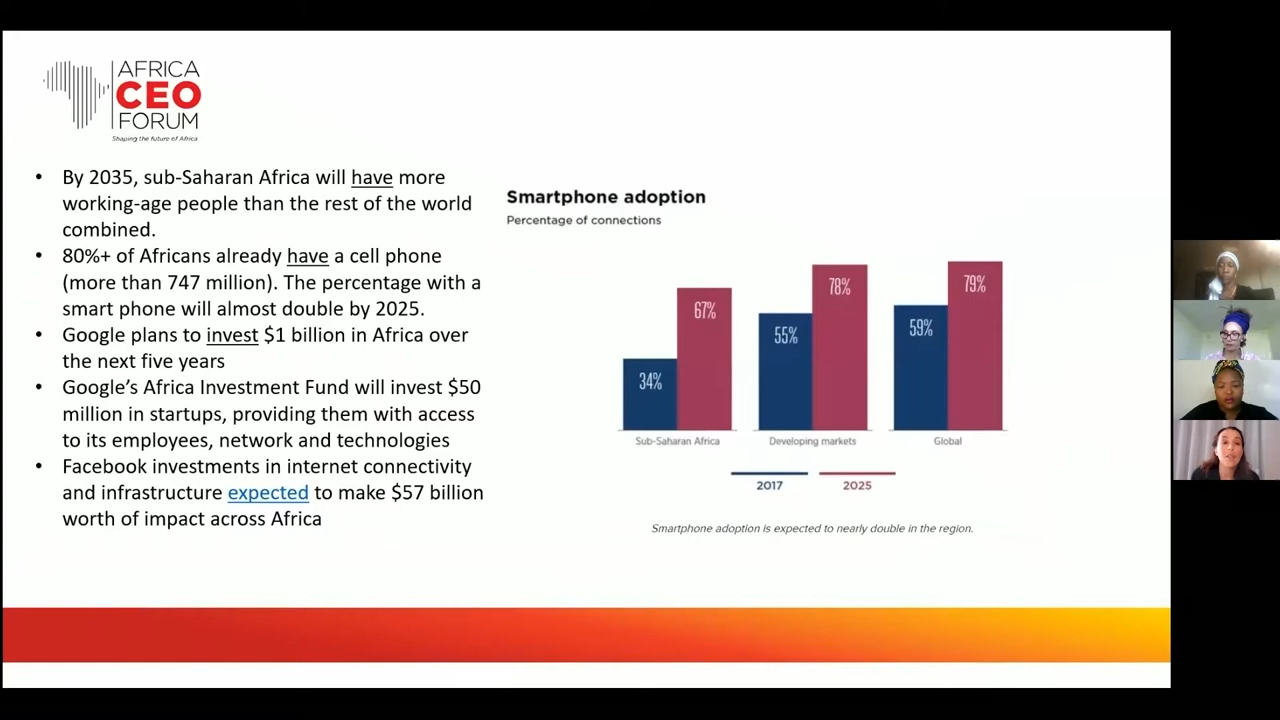 AFRICA
CEO
FORUM
Shaping the future of Africa
• By 2035, sub-Saharan Africa will have more
working-age people than the rest of the world
combined.
• 80%+ of Africans already have a cell phone
(more than 747 million). The percentage with a
smart phone will almost double by 2025.
• Google plans to invest $1 billion in Africa over
the next five years
• Google's Africa Investment Fund will invest $50
million in startups, providing them with access
to its employees, network and technologies
• Facebook investments in internet connectivity
and infrastructure expected to make $57 billion
worth of impact across Africa
Smartphone adoption
Percentage of connections
34%
67%
55%
78%
59%
79%
Sub-Saharan Africa
Developing markets
Global
2017
2025
Smartphone adoption is expected to nearly double in the region.